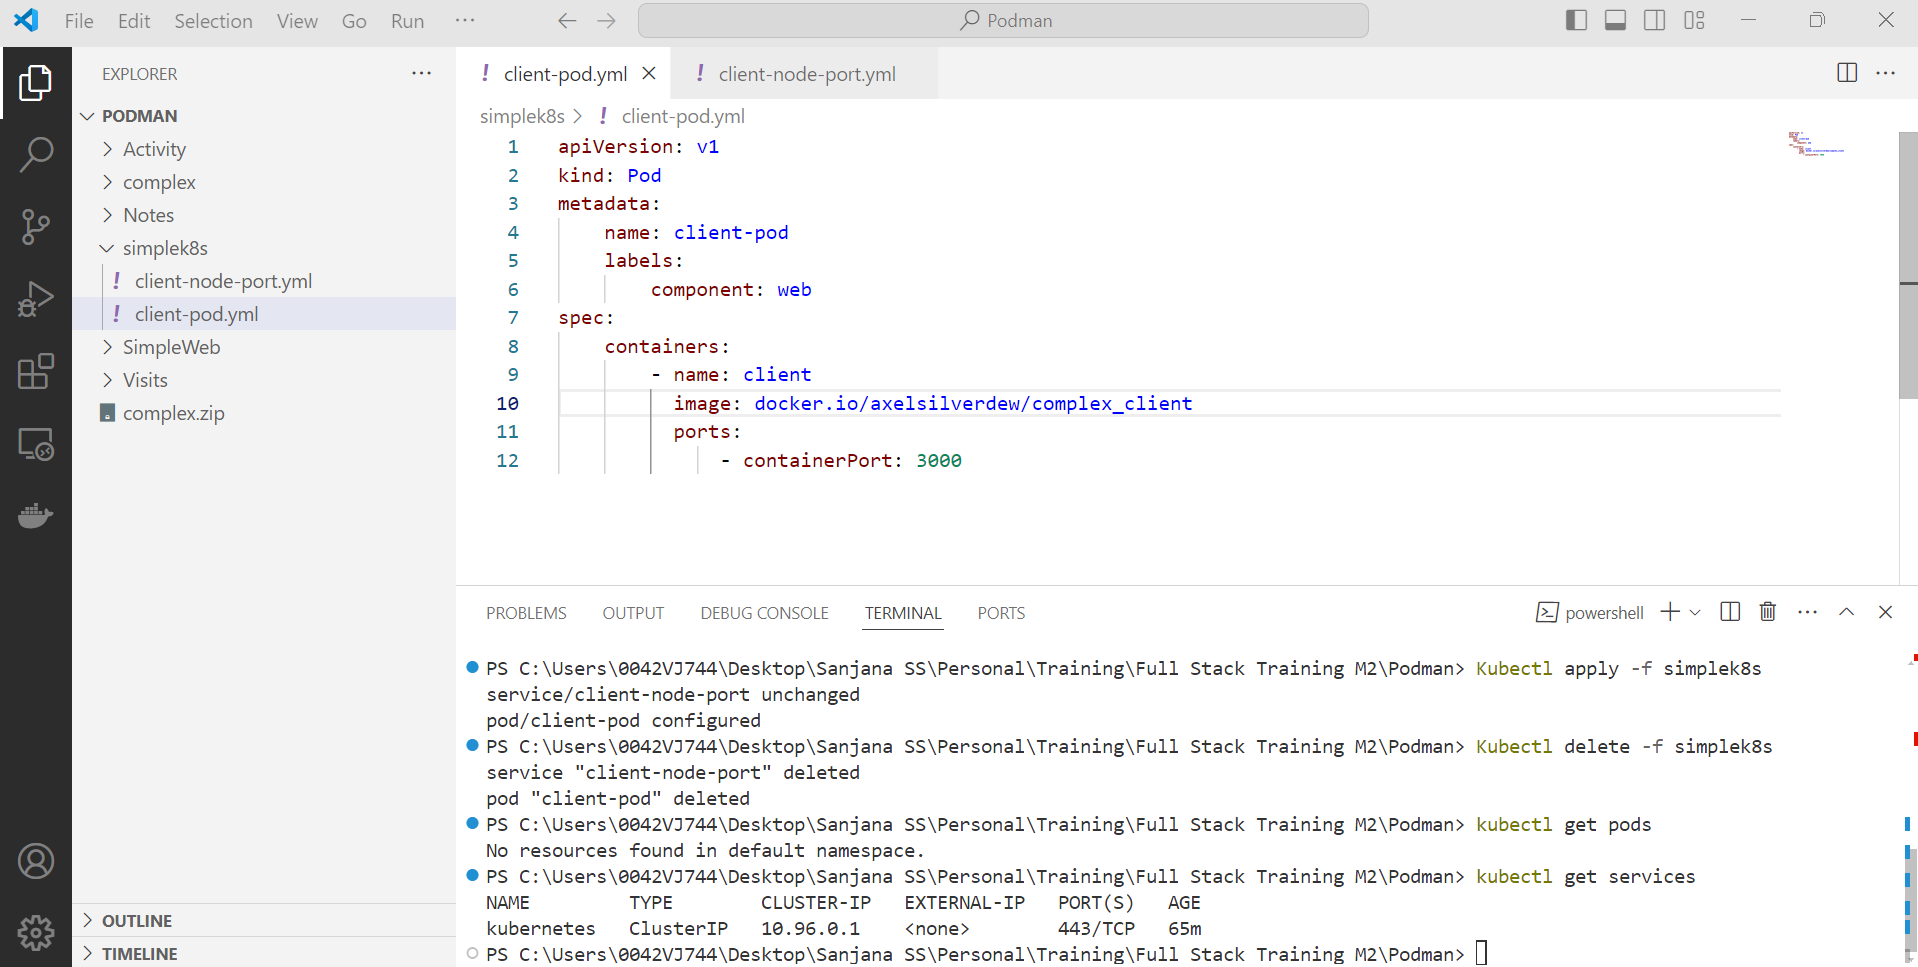 File Edit Selection View Go Run ··· Podman
EXPLORER ···
PODMAN
Activity
complex
Notes
simplek8s
! client-node-port.yml
! client-pod.yml
SimpleWeb
Visits
complex.zip
OUTLINE
TIMELINE
! client-pod.yml ! client-node-port.yml
simplek8s > ! client-pod.yml
1 apiVersion: v1
2 kind: Pod
3 metadata:
4 name: client-pod
5 labels:
6 component: web
7 spec:
8 containers:
9 - name: client
10 image: docker.io/axelsilverdew/complex_client
11 ports:
12 - containerPort: 3000
PROBLEMS OUTPUT DEBUG CONSOLE TERMINAL PORTS powershell
PS C:\Users\0042VJ744\Desktop\Sanjana SS\Personal\Training\Full Stack Training M2\Podman> Kubectl apply -f simplek8s
service/client-node-port unchanged
pod/client-pod configured
PS C:\Users\0042VJ744\Desktop\Sanjana SS\Personal\Training\Full Stack Training M2\Podman> Kubectl delete -f simplek8s
service "client-node-port" deleted
pod "client-pod" deleted
PS C:\Users\0042VJ744\Desktop\Sanjana SS\Personal\Training\Full Stack Training M2\Podman> kubectl get pods
No resources found in default namespace.
PS C:\Users\0042VJ744\Desktop\Sanjana SS\Personal\Training\Full Stack Training M2\Podman> kubectl get services
NAME TYPE CLUSTER-IP EXTERNAL-IP PORT(S) AGE
kubernetes ClusterIP 10.96.0.1 <none> 443/TCP 65m
PS C:\Users\0042VJ744\Desktop\Sanjana SS\Personal\Training\Full Stack Training M2\Podman>